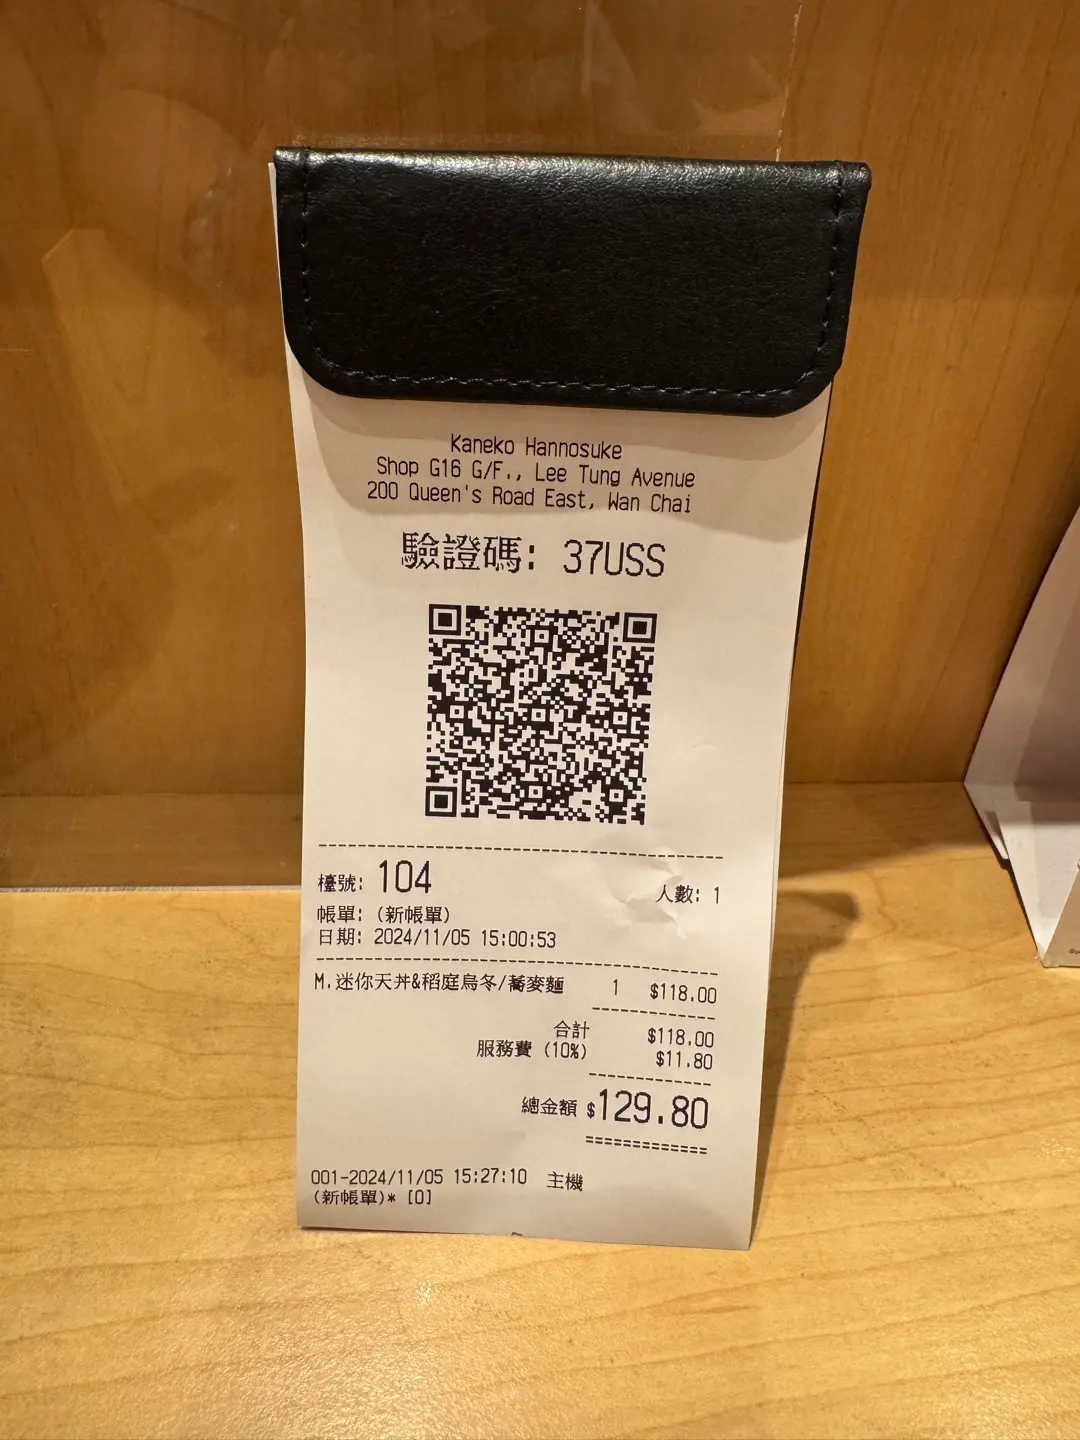 Kaneko Hannosuke
Shop G16 G/F., Lee Tung Avenue
200 Queen's Road East, Wan Chai
驗證碼: 37USS
檯號: 104 人數: 1
帳單: (新帳單)
日期: 2024/11/05 15:00:53
M.迷你天丼&稻庭烏冬/蕎麥麵 1 $118.00
合計 $118.00
服務費 (10%) $11.80
總金額 $129.80
001-2024/11/05 15:27:10 主機
(新帳單)* [0]